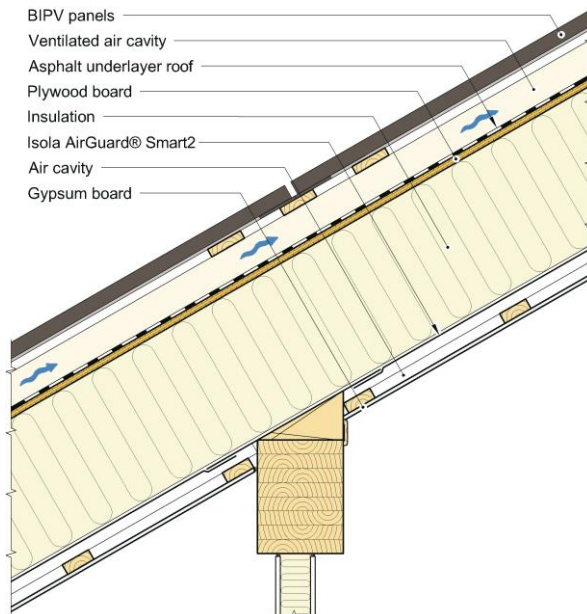 BIPV panels
Ventilated air cavity
Asphalt underlayer roof
Plywood board
Insulation
Isola AirGuard® Smart2
Air cavity
Gypsum board